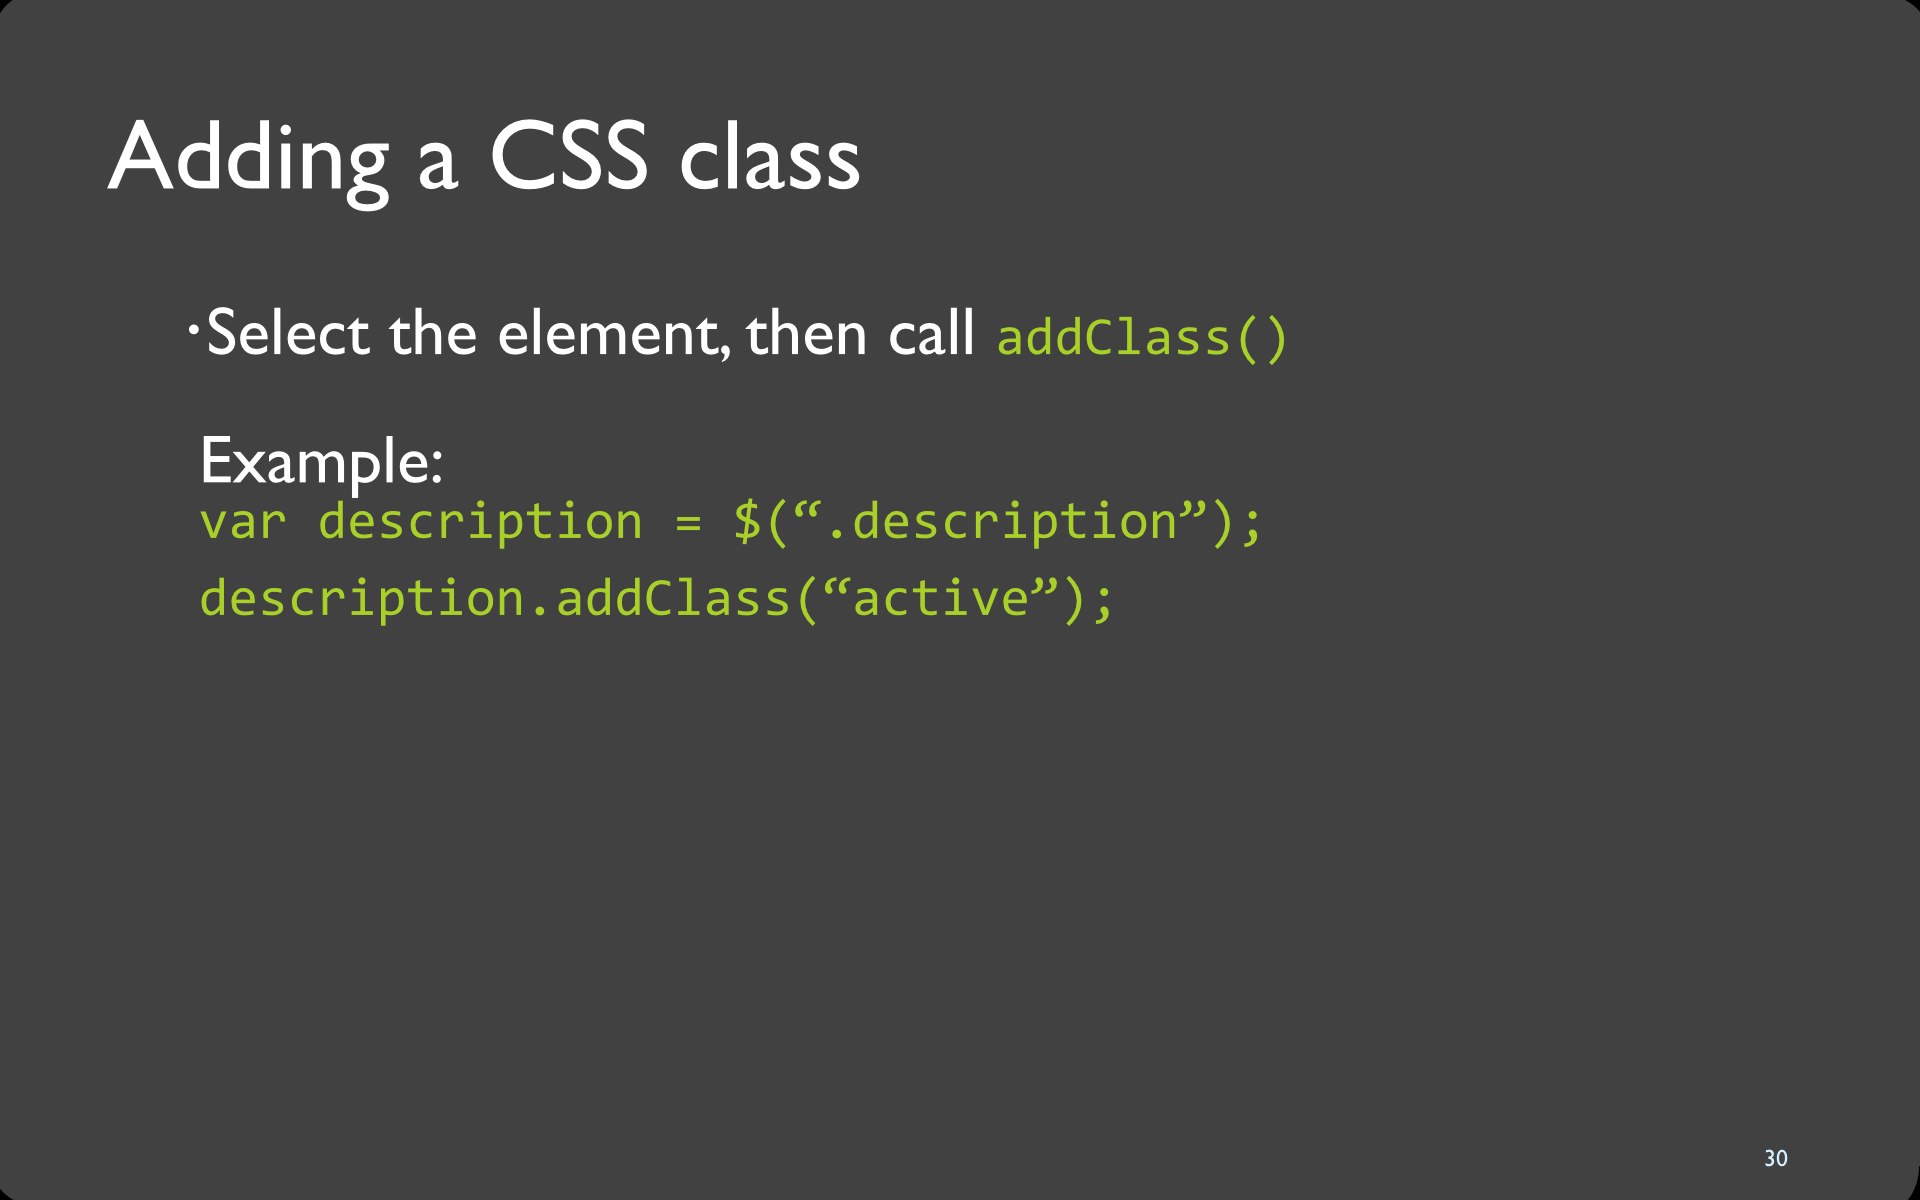 Adding a CSS class
•Select the element, then call addClass()
Example:
var description = $(“.description”);
description.addClass(“active”);
30